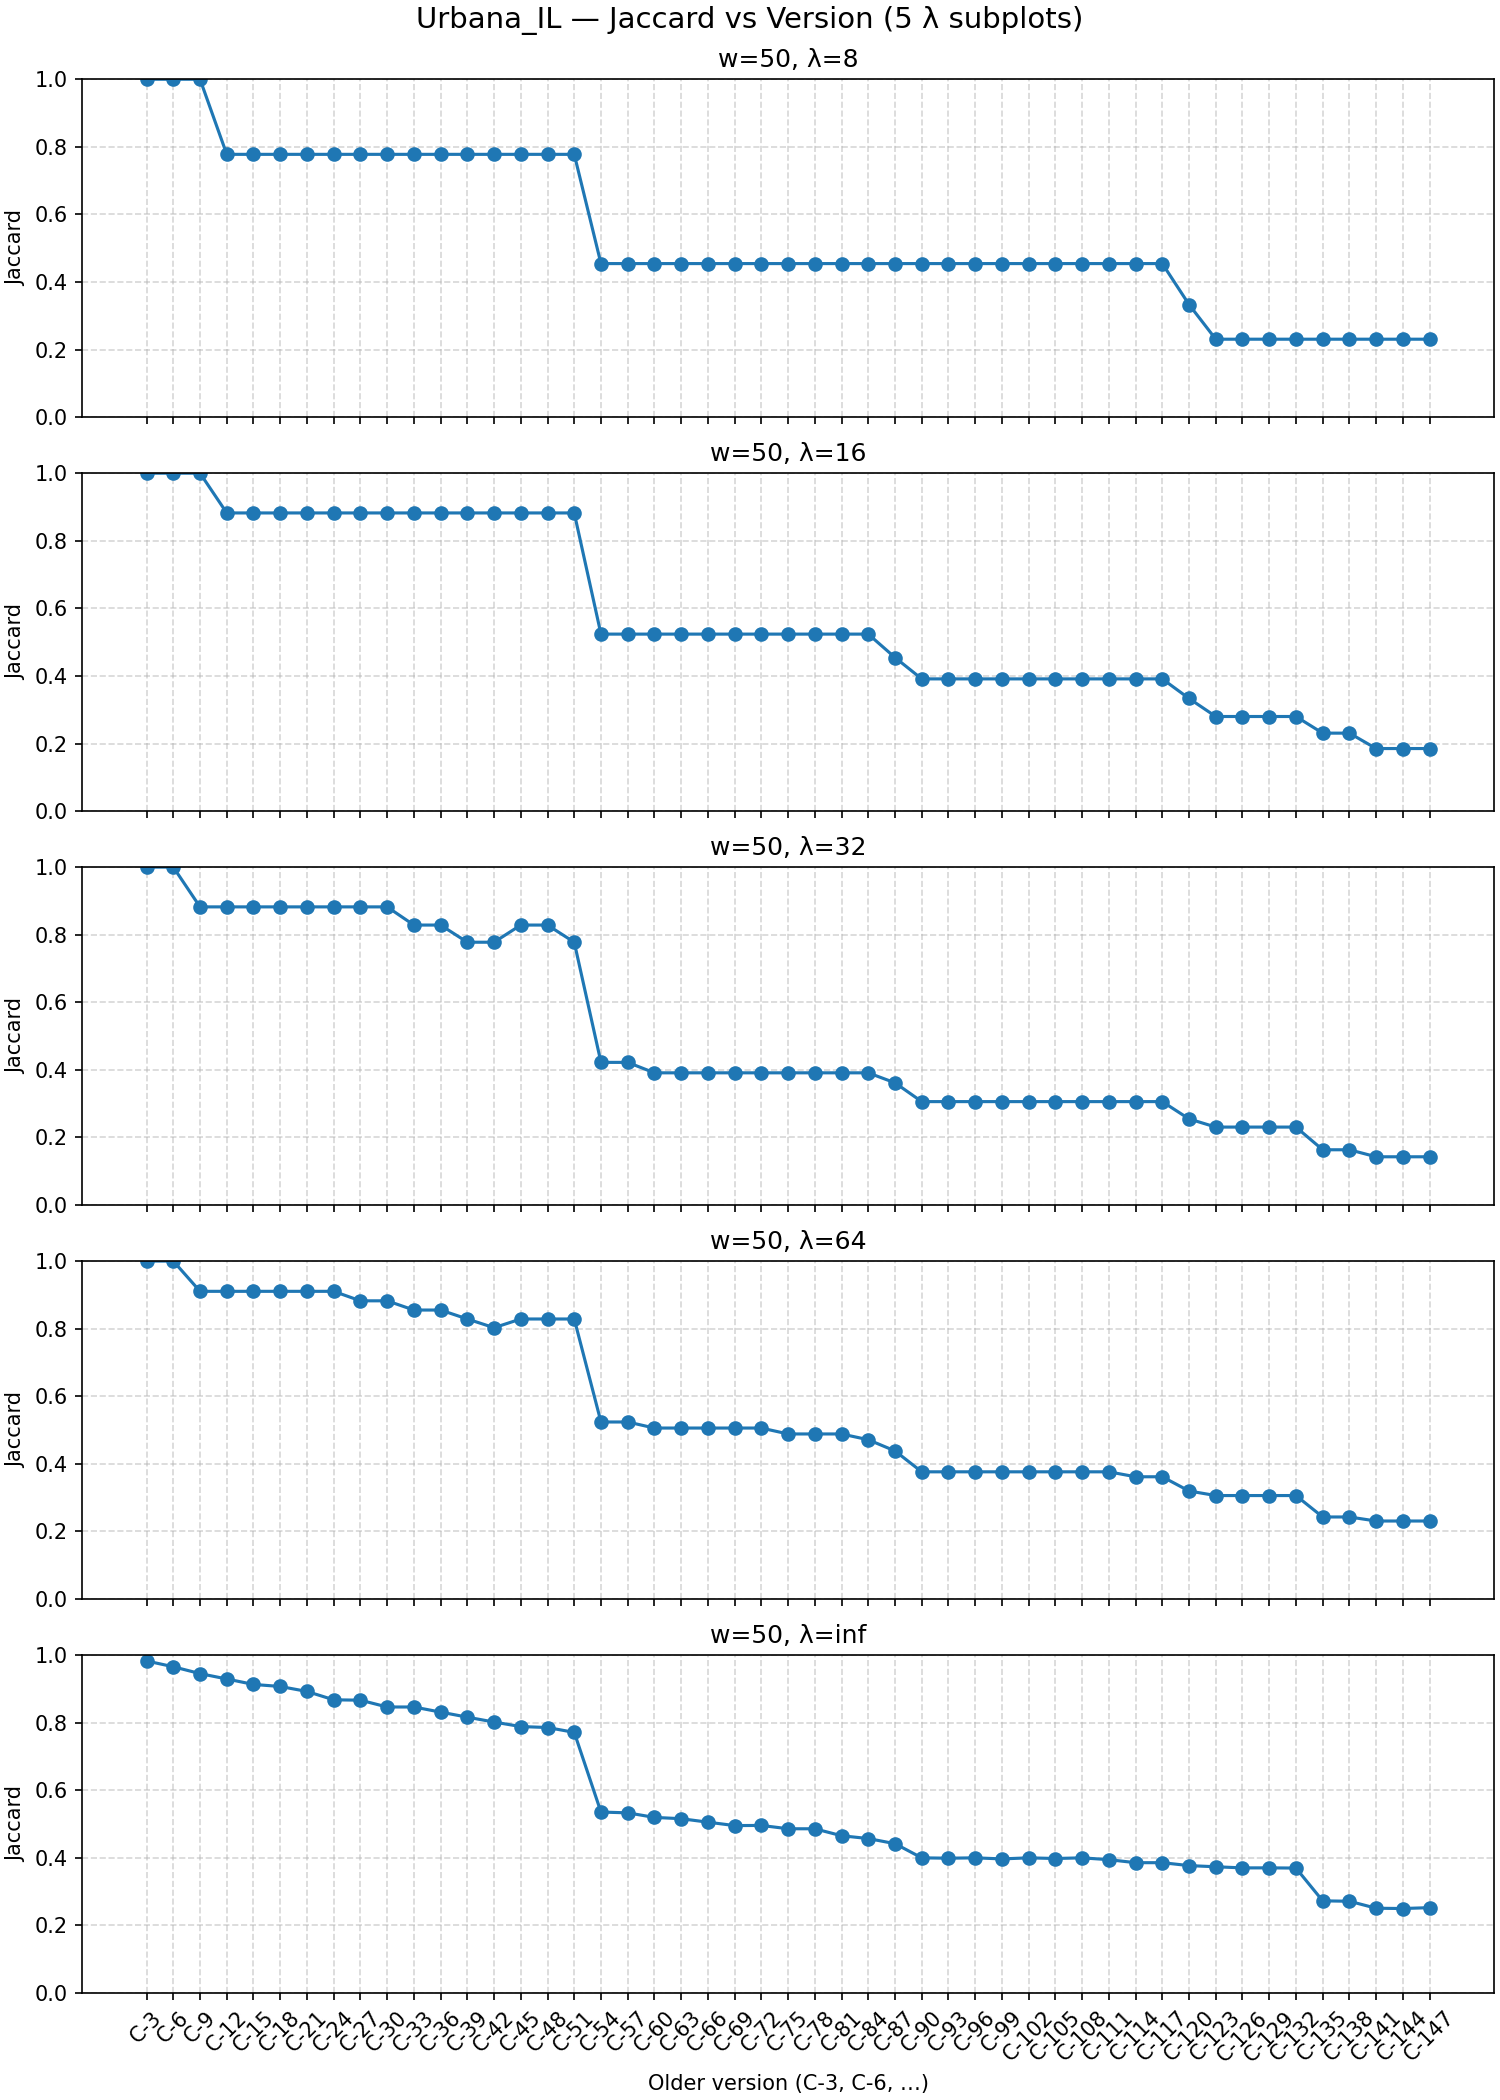 Urbana_IL — Jaccard vs Version (5 λ subplots)
w=50, λ=8
1.0
0.8
0.6
0.4
0.2
0.0
Jaccard
w=50, λ=16
1.0
0.8
0.6
0.4
0.2
0.0
Jaccard
w=50, λ=32
1.0
0.8
0.6
0.4
0.2
0.0
Jaccard
w=50, λ=64
1.0
0.8
0.6
0.4
0.2
0.0
Jaccard
w=50, λ=inf
1.0
0.8
0.6
0.4
0.2
0.0
Jaccard
C-3 C-6 C-9 C-12 C-15 C-18 C-21 C-24 C-27 C-30 C-33 C-36 C-39 C-42 C-45 C-48 C-51 C-54 C-57 C-60 C-63 C-66 C-69 C-72 C-75 C-78 C-81 C-84 C-87 C-90 C-93 C-96 C-99 C-102 C-105 C-108 C-111 C-114 C-117 C-120 C-123 C-126 C-129 C-132 C-135 C-138 C-141 C-144 C-147
Older version (C-3, C-6, ...)